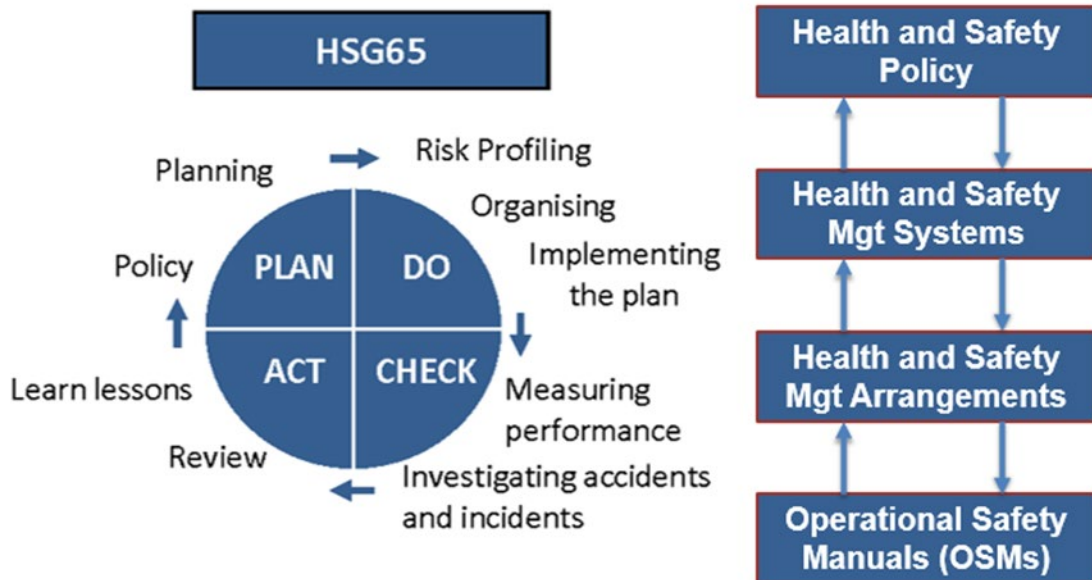 HSG65
Planning
Risk Profiling
Organising
Implementing
the plan
Policy
PLAN
DO
ACT
CHECK
Learn lessons
Measuring
performance
Review
Investigating accidents
and incidents
Health and Safety
Policy
Health and Safety
Mgt Systems
Health and Safety
Mgt Arrangements
Operational Safety
Manuals (OSMs)